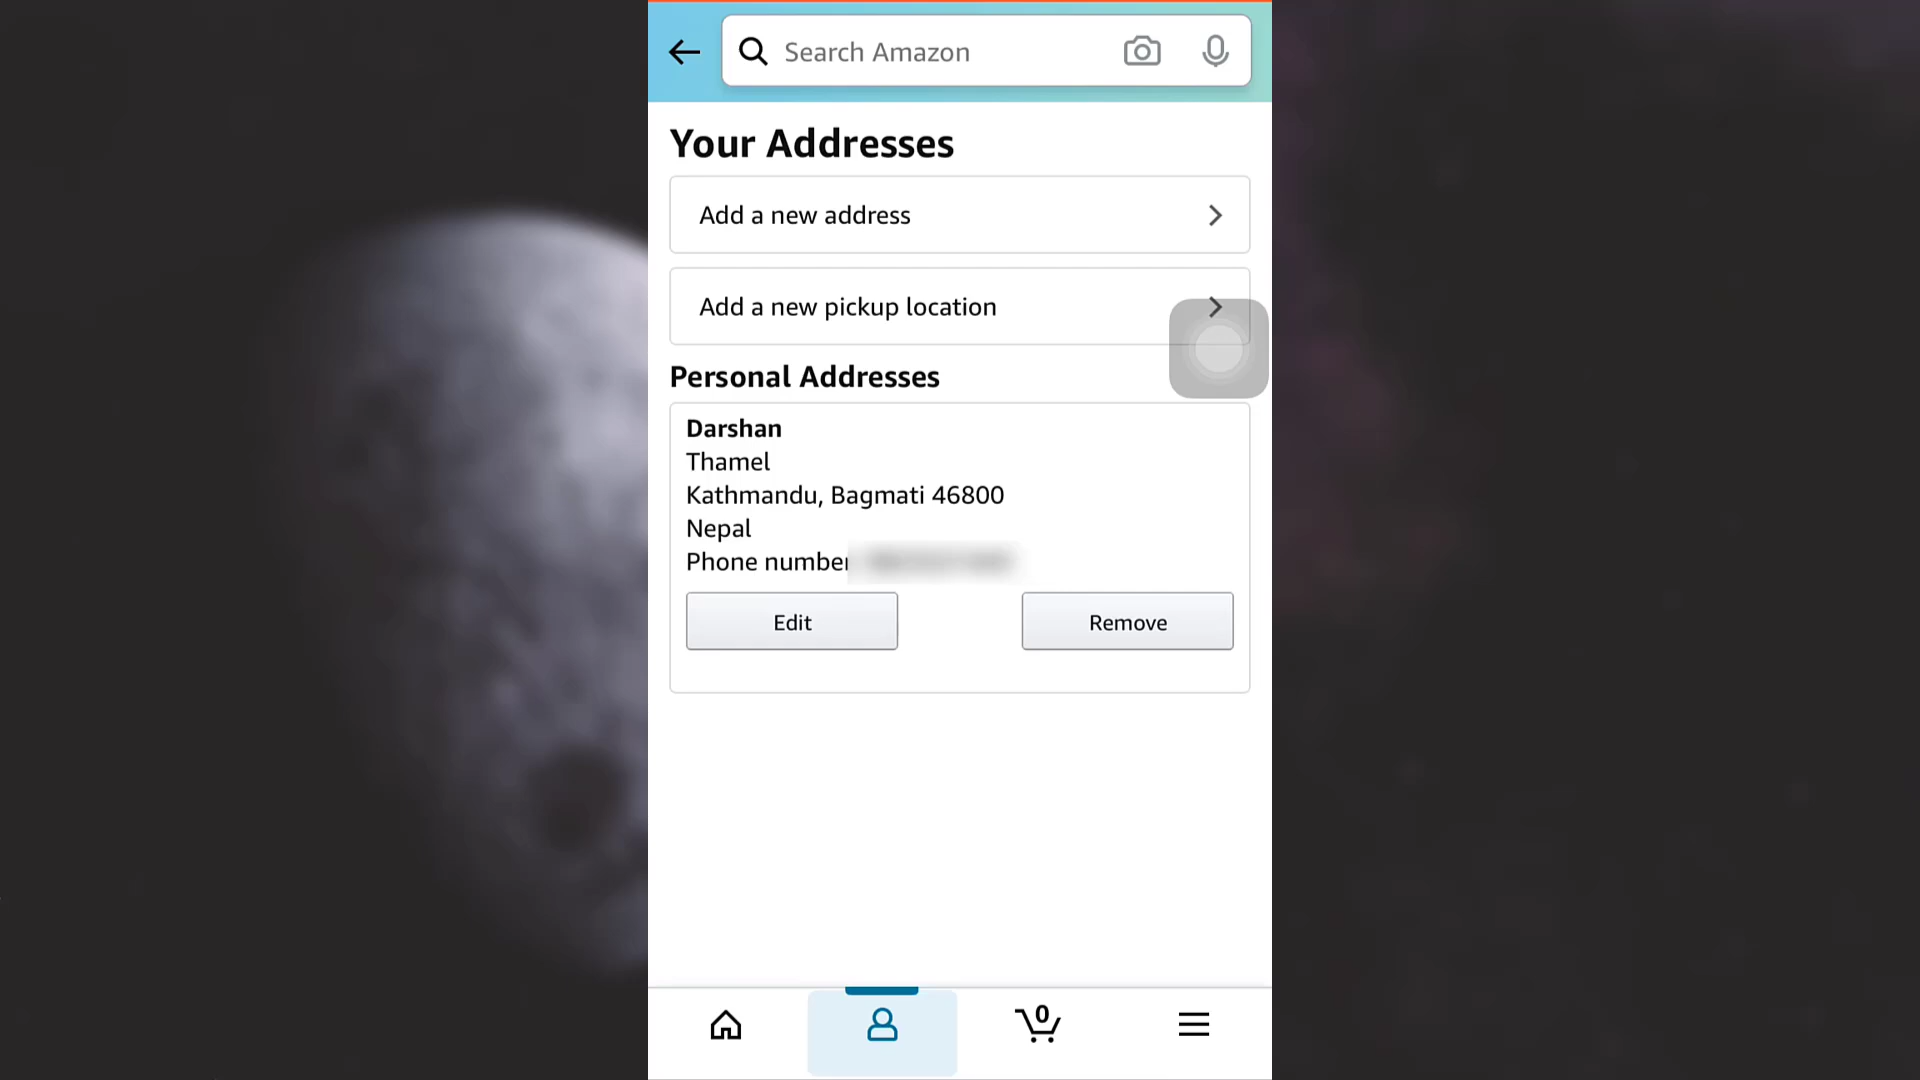 Search Amazon
Your Addresses
Add a new address
Add a new pickup location
Personal Addresses
Darshan
Thamel
Kathmandu, Bagmati 46800
Nepal
Phone number
Edit
Remove
0